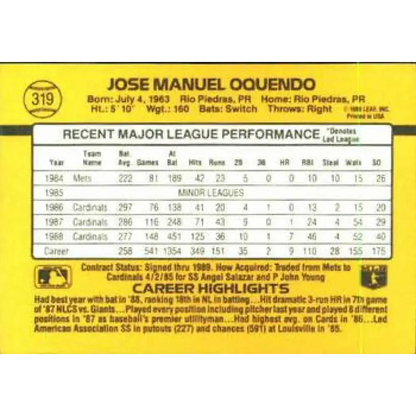 319
JOSE MANUEL OQUENDO
Born: July 4, 1963 Rio Piedras, PR Home: Rio Piedras, PR
Ht.: 5' 10" Wgt.: 160 Bats: Switch Throws: Right
© 1988 LEAF, INC.
Printed in USA
RECENT MAJOR LEAGUE PERFORMANCE *Denotes Led League
Year Team Name Bat. Avg. Games At Bat Hits Runs 2B 3B HR RBI Steal Walk SO
1984 Mets .222 81 189 42 23 5 0 0 10 10 15 26
1985 MINOR LEAGUES
1986 Cardinals .297 76 138 41 20 4 1 0 13 2 15 20
1987 Cardinals .286 116 248 71 43 9 0 1 24 4 54 29
1988 Cardinals .277 148 451 125 36 10 1 7 46 4 52 40
Career .258 541 1354 349 151 110 28 155 175
Contract Status: Signed thru 1989. How Acquired: Traded from Mets to
Cardinals 4/2/85 for SS Angel Salazar and P John Young
CAREER HIGHLIGHTS
Had best year with bat in '88, ranking 18th in NL in batting... Hit dramatic 3-run HR in 7th game
of '87 NLCS vs. Giants... Played every position including pitcher last year and played 8 different
positions in '87 as baseball's premier utilityman... Had highest avg. on Cards in '86... Led
American Association SS in putouts (227) and chances (591) at Louisville in '85.